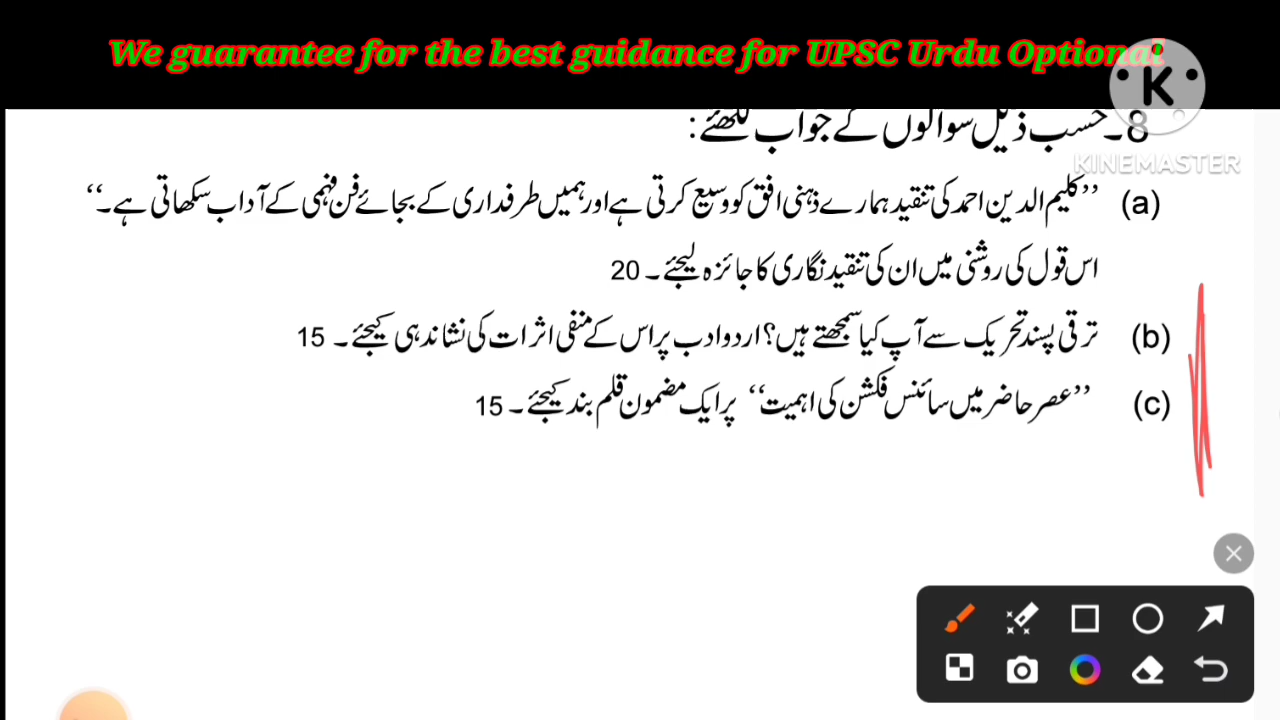 We guarantee for the best guidance for UPSC Urdu Optional
K
KINEMASTER
8۔ حسب ذیل سوالوں کے جواب لکھئے :
(a) ’’کلیم الدین احمد کی تنقید ہمارے ذہنی افق کو وسیع کرتی ہے اور ہمیں طرفداری کے بجائے فن فہمی کے آداب سکھاتی ہے۔‘‘
اس قول کی روشنی میں ان کی تنقید نگاری کا جائزہ لیجئے۔ 20
(b) ترقی پسند تحریک سے آپ کیا سمجھتے ہیں؟ اردو ادب پر اس کے منفی اثرات کی نشاندہی کیجئے۔ 15
(c) ’’عصر حاضر میں سائنس فکشن کی اہمیت‘‘ پر ایک مضمون قلم بند کیجئے۔ 15